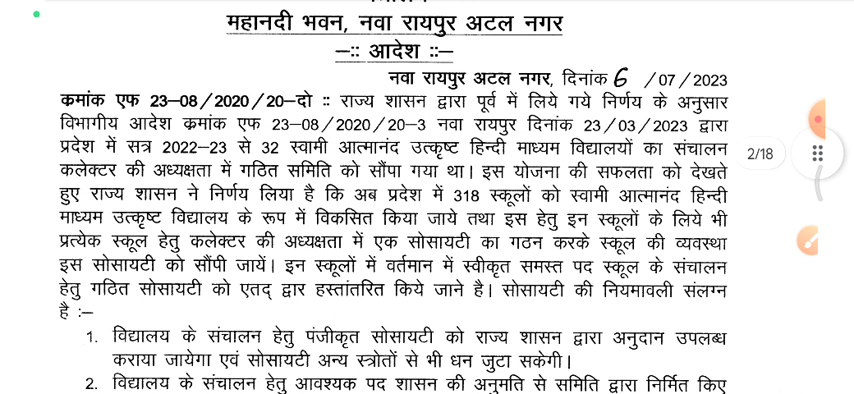 महानदी भवन, नवा रायपुर अटल नगर
—:: आदेश ::—
नवा रायपुर अटल नगर, दिनांक 6 /07/2023
क्रमांक एफ 23–08/2020/20–दो :: राज्य शासन द्वारा पूर्व में लिये गये निर्णय के अनुसार
विभागीय आदेश क्रमांक एफ 23–08/2020/20–3 नवा रायपुर दिनांक 23/03/2023 द्वारा
प्रदेश में सत्र 2022–23 से 32 स्वामी आत्मानंद उत्कृष्ट हिन्दी माध्यम विद्यालयों का संचालन
कलेक्टर की अध्यक्षता में गठित समिति को सौंपा गया था। इस योजना की सफलता को देखते
हुए राज्य शासन ने निर्णय लिया है कि अब प्रदेश में 318 स्कूलों को स्वामी आत्मानंद हिन्दी
माध्यम उत्कृष्ट विद्यालय के रूप में विकसित किया जाये तथा इस हेतु इन स्कूलों के लिये भी
प्रत्येक स्कूल हेतु कलेक्टर की अध्यक्षता में एक सोसायटी का गठन करके स्कूल की व्यवस्था
इस सोसायटी को सौंपी जायें। इन स्कूलों में वर्तमान में स्वीकृत समस्त पद स्कूल के संचालन
हेतु गठित सोसायटी को एतद् द्वार हस्तांतरित किये जाने है। सोसायटी की नियमावली संलग्न
है :–
1. विद्यालय के संचालन हेतु पंजीकृत सोसायटी को राज्य शासन द्वारा अनुदान उपलब्ध
कराया जायेगा एवं सोसायटी अन्य स्त्रोतों से भी धन जुटा सकेगी।
2. विद्यालय के संचालन हेतु आवश्यक पद शासन की अनुमति से समिति द्वारा निर्मित किए
2/18